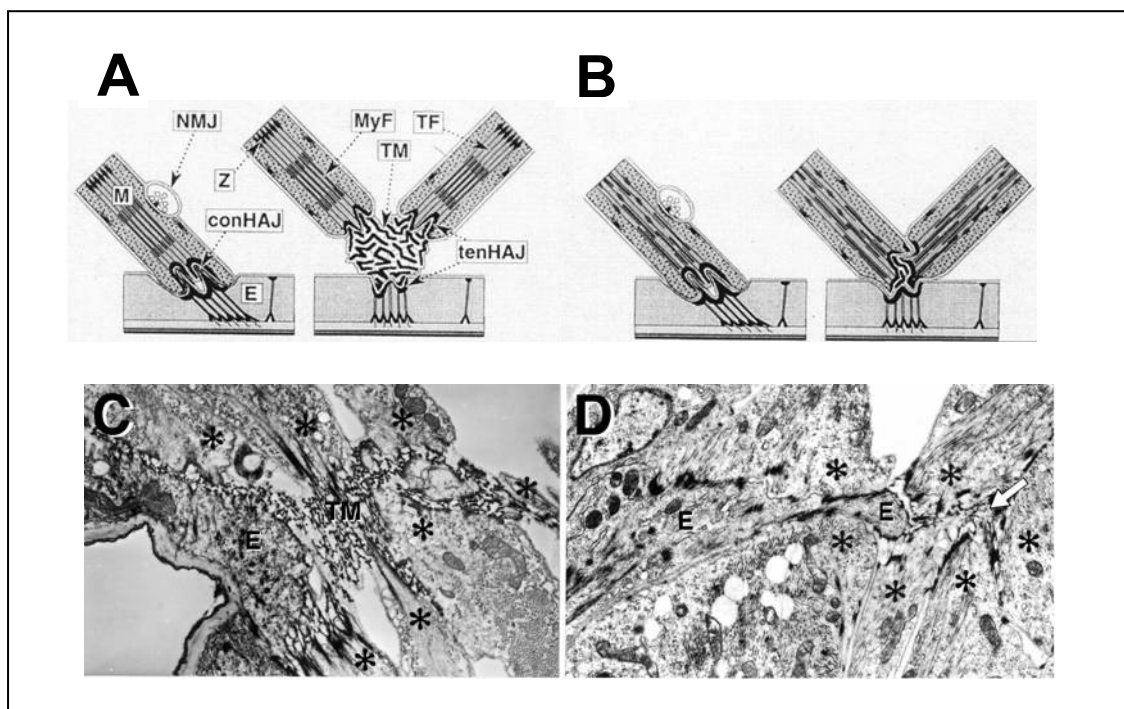 A
B
NMJ
MyF
TF
TM
Z
M
conHAJ
tenHAJ
E
C
D
* * * * * * *
TM
E
* * * * * *
E
E